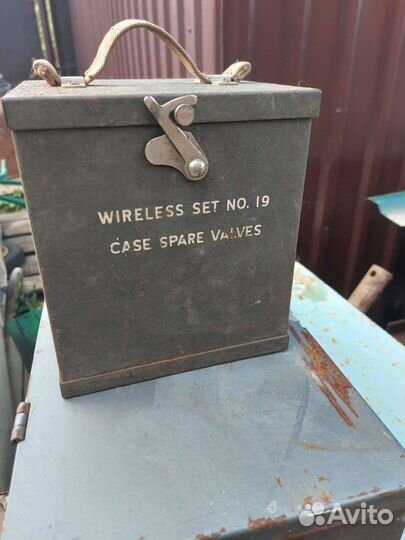 WIRELESS SET NO. 19
CASE SPARE VALVES
Avito